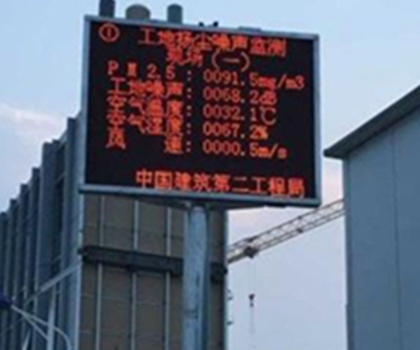 ① 工地扬尘噪声监测
现场(一)
PM2.5:0091.5mg/m3
工地噪声:0068.2dB
空气温度:0032.1℃
空气湿度:0067.2%
风速:0000.5m/s
中国建筑第二工程局